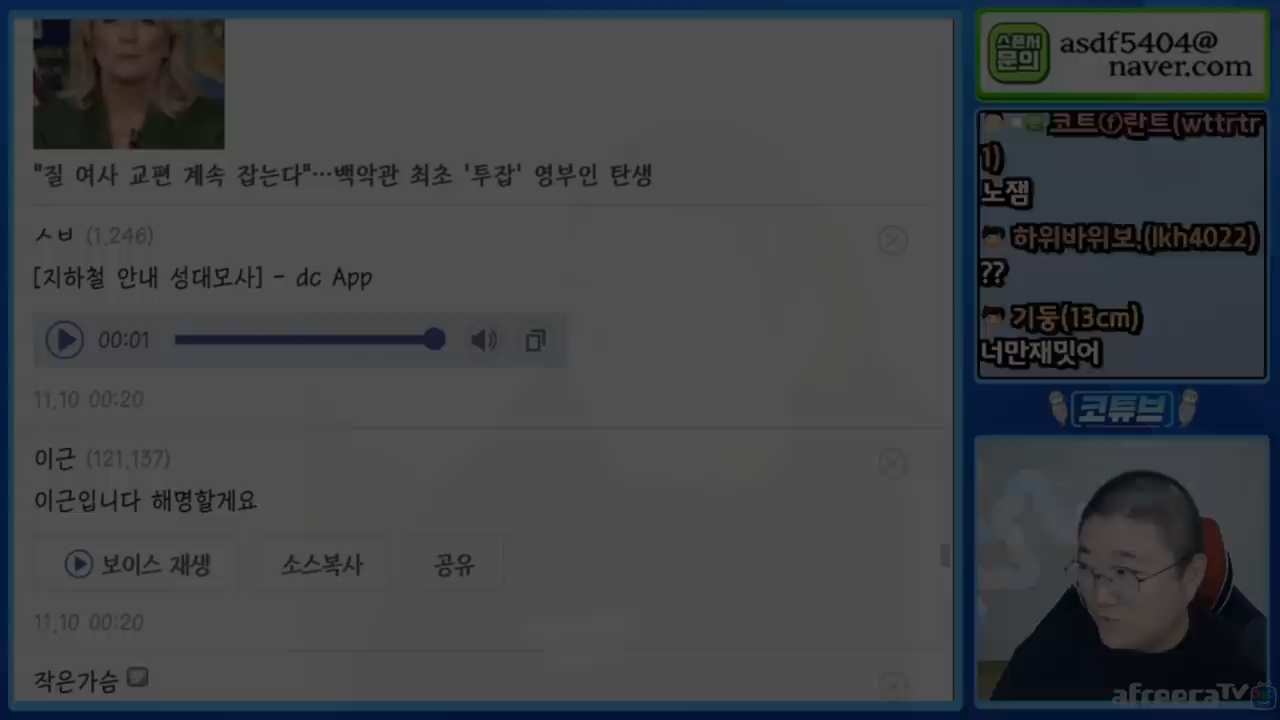 "질 여사 교편 계속 잡는다"…백악관 최초 '투잡' 영부인 탄생
ㅅㅂ (1.246)
[지하철 안내 성대모사] - dc App
00:01
11.10 00:20
이근 (121.137)
이근입니다 해명할게요
보이스 재생 소스복사 공유
11.10 00:20
작은가슴
스폰서
문의
asdf5404@
naver.com
코트ⓕ란트(wttrtr
1)
노잼
하위바위보.(lkh4022)
??
기둥(13cm)
너만재밋어
코튜브
afreecaTV